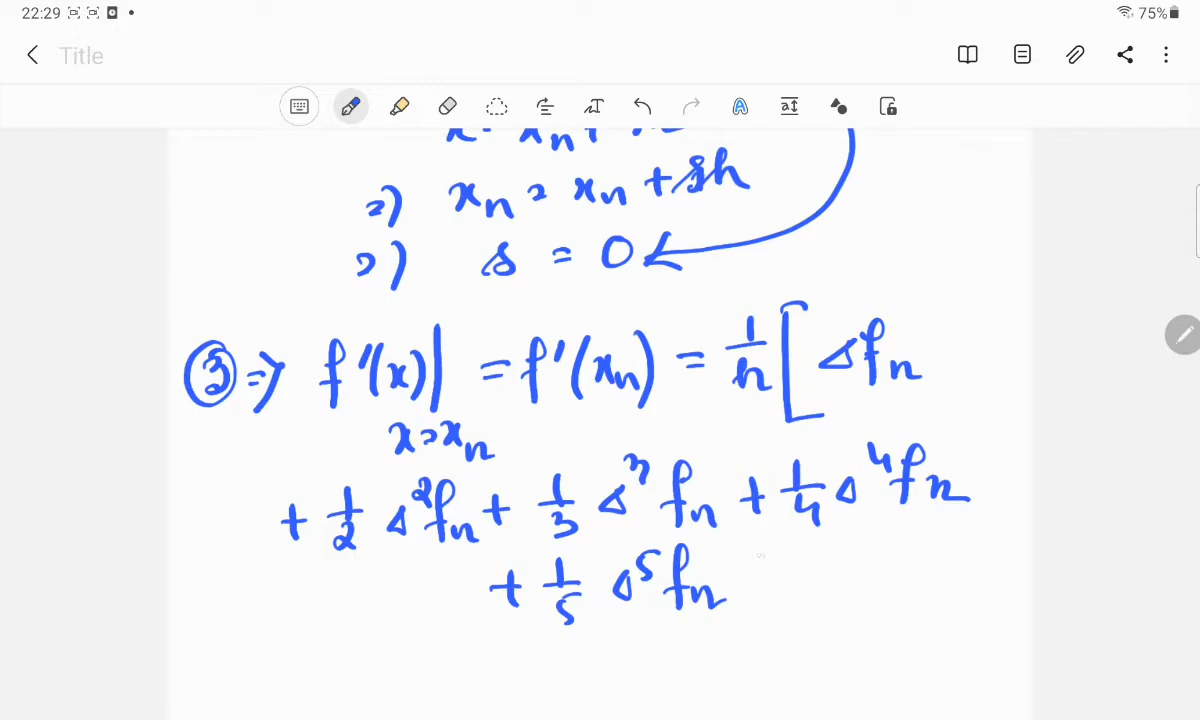 22:29 75%
Title
=) xn = xn + sh
=) s = 0
③ => f'(x)| = f'(xn) = 1/h [ Δfn
x=xn
+ 1/2 Δ²fn + 1/3 Δ³fn + 1/4 Δ⁴fn
+ 1/5 Δ⁵fn